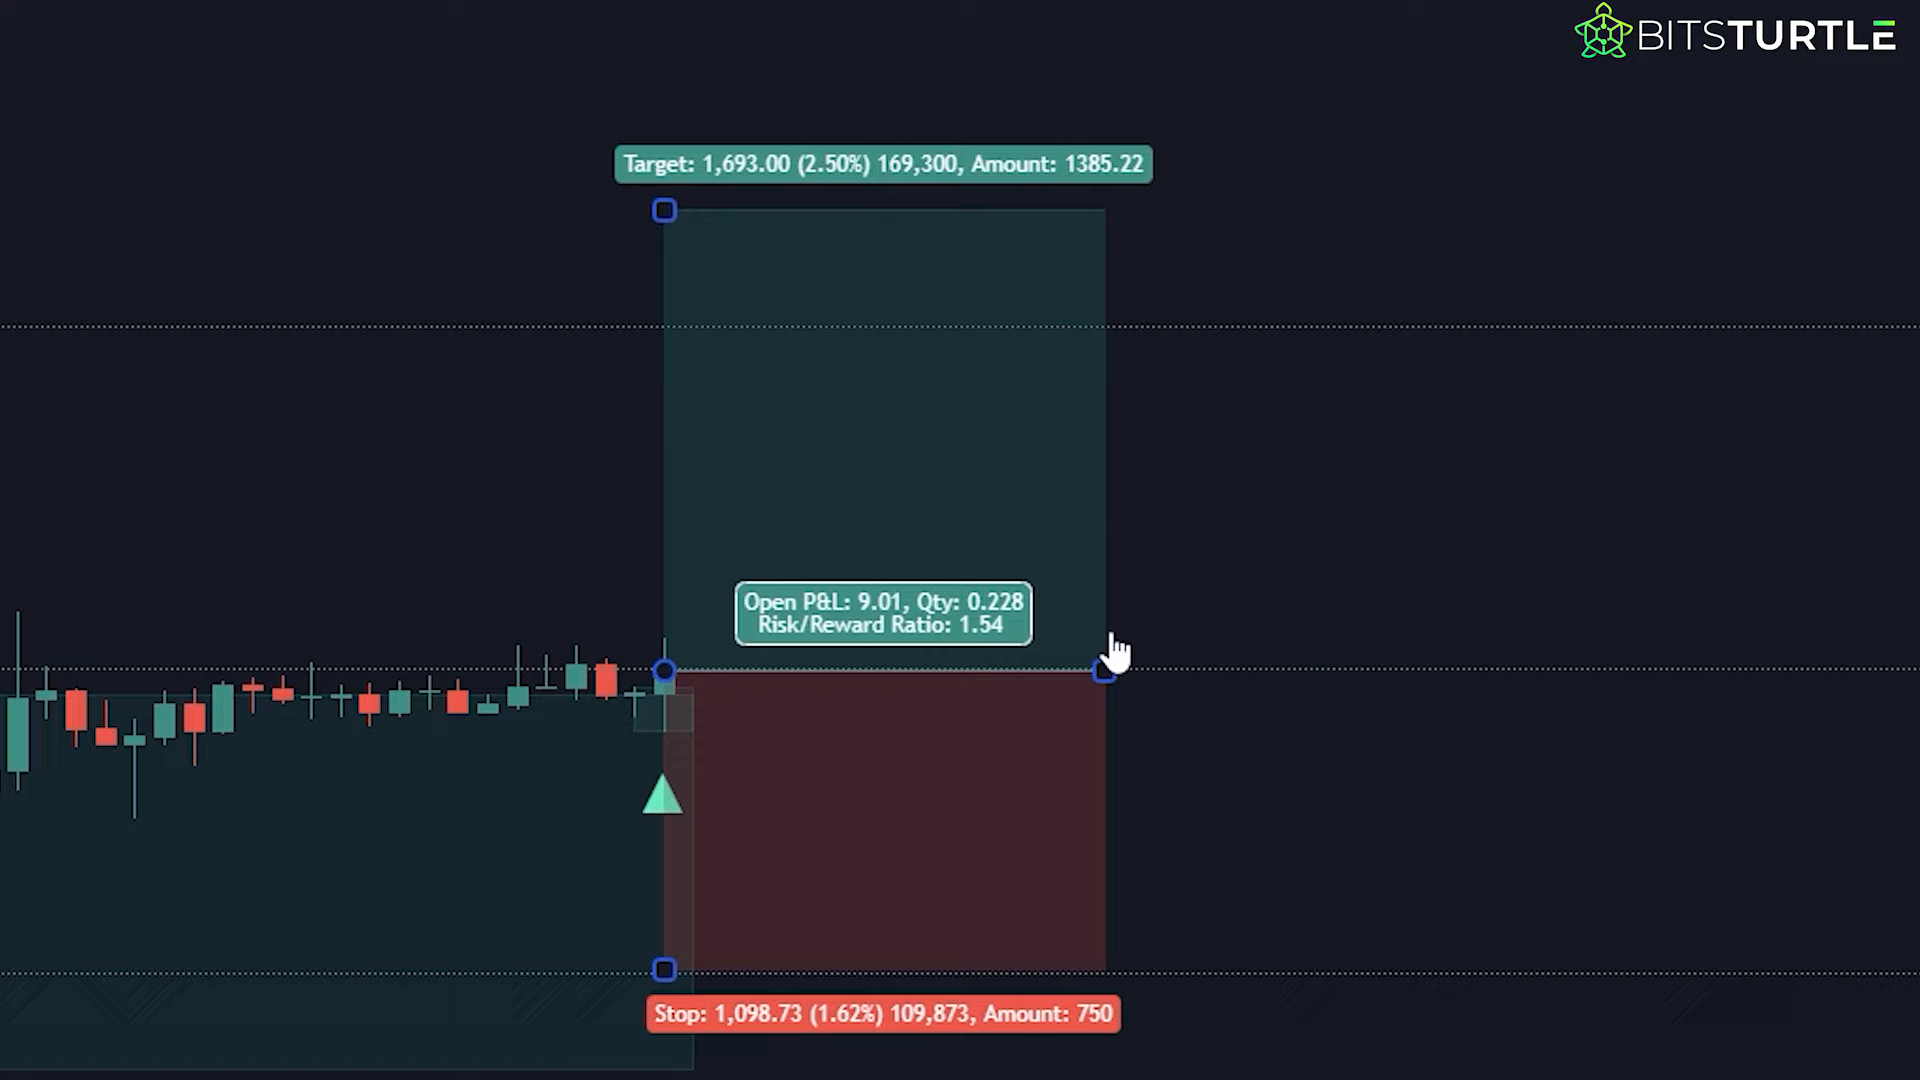 BITSTURTLE
Target: 1,693.00 (2.50%) 169,300, Amount: 1385.22
Open P&L: 9.01, Qty: 0.228
Risk/Reward Ratio: 1.54
Stop: 1,098.73 (1.62%) 109,873, Amount: 750